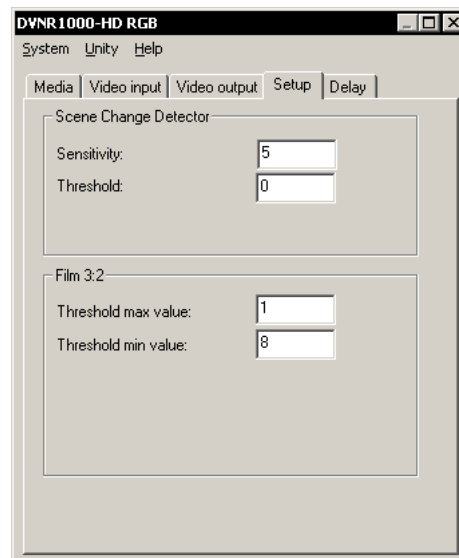 DVNR1000-HD RGB
System Unity Help
Media Video input Video output Setup Delay
Scene Change Detector
Sensitivity: 5
Threshold: 0
Film 3:2
Threshold max value: 1
Threshold min value: 8